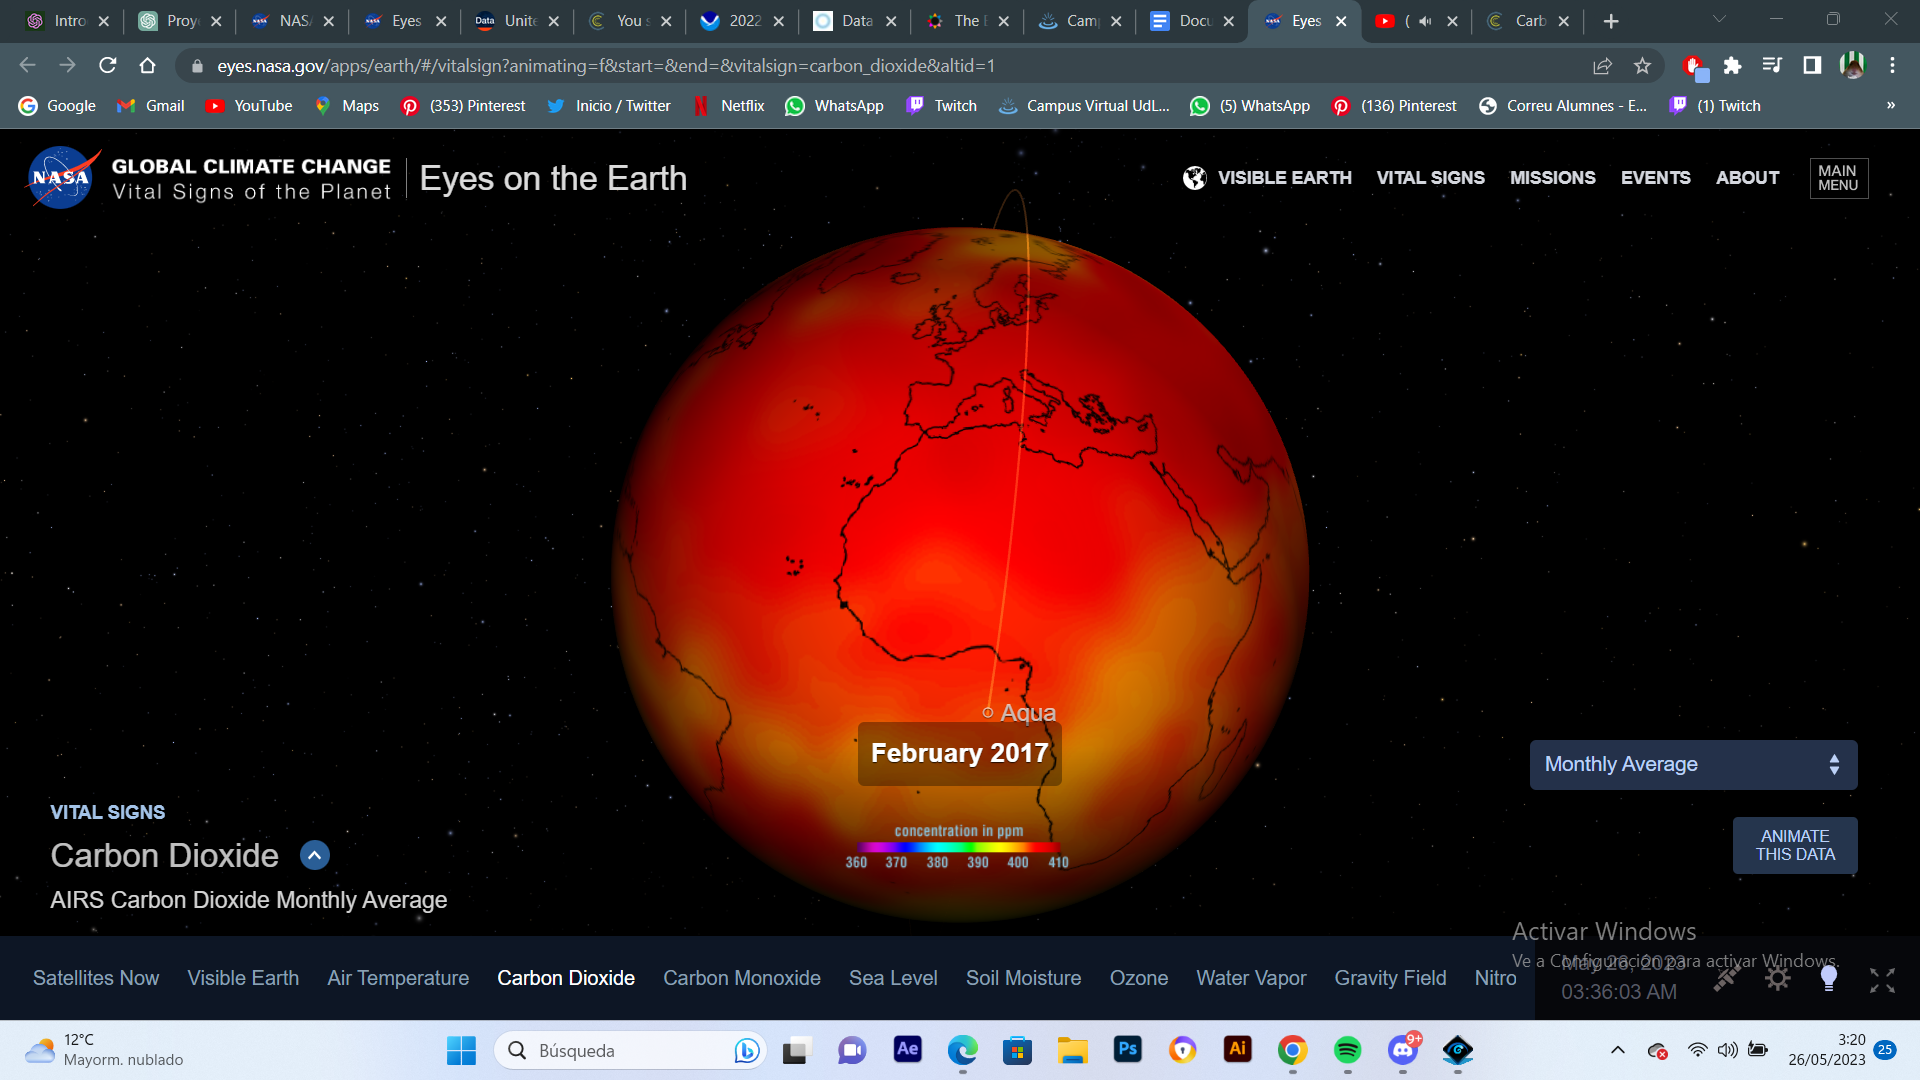 Intro
Proy
NAS
Eyes
Unite
You s
2022
Data
The E
Camp
Docu
Eyes
(
Carb
eyes.nasa.gov/apps/earth/#/vitalsign?animating=f&start=&end=&vitalsign=carbon_dioxide&altid=1
Google
Gmail
YouTube
Maps
(353) Pinterest
Inicio / Twitter
Netflix
WhatsApp
Twitch
Campus Virtual UdL...
(5) WhatsApp
(136) Pinterest
Correu Alumnes - E...
(1) Twitch
»
NASA
GLOBAL CLIMATE CHANGE
Vital Signs of the Planet
Eyes on the Earth
VISIBLE EARTH
VITAL SIGNS
MISSIONS
EVENTS
ABOUT
MAIN
MENU
Aqua
February 2017
Monthly Average
VITAL SIGNS
Carbon Dioxide
AIRS Carbon Dioxide Monthly Average
concentration in ppm
360 370 380 390 400 410
ANIMATE
THIS DATA
Activar Windows
Ve a Configuración para activar Windows.
May 26, 2023
03:36:03 AM
Satellites Now
Visible Earth
Air Temperature
Carbon Dioxide
Carbon Monoxide
Sea Level
Soil Moisture
Ozone
Water Vapor
Gravity Field
Nitro
12°C
Mayorm. nublado
Búsqueda
Ae
Ps
Ai
9+
3:20
26/05/2023
25